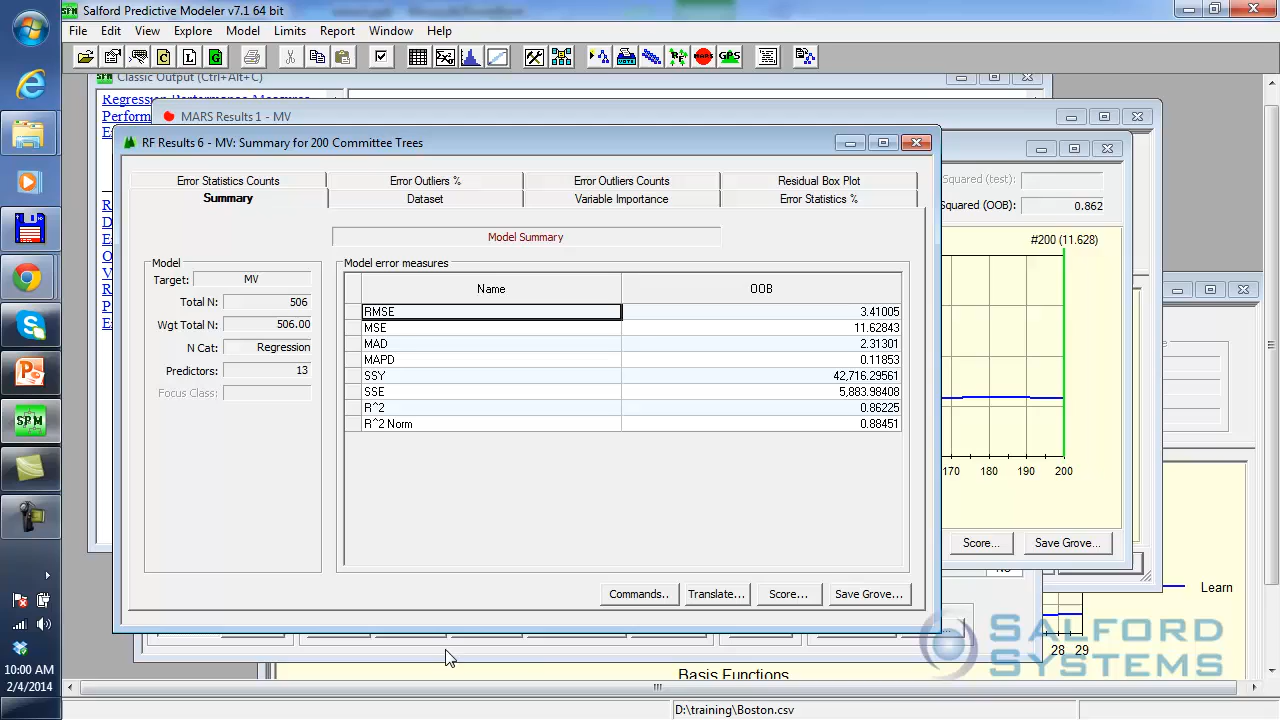 Salford Predictive Modeler v7.1 64 bit
File Edit View Explore Model Limits Report Window Help
Classic Output (Ctrl+Alt+C)
Regression Performance Measures
Perform
MARS Results 1 - MV
RF Results 6 - MV: Summary for 200 Committee Trees
Squared (test):
Squared (OOB): 0.862
Error Statistics Counts Error Outliers % Error Outliers Counts Residual Box Plot
Summary Dataset Variable Importance Error Statistics %
Model Summary
#200 (11.628)
Model
Target: MV
Total N: 506
Wgt Total N: 506.00
N Cat: Regression
Predictors: 13
Focus Class:
Model error measures
Name OOB
RMSE 3.41005
MSE 11.62843
MAD 2.31301
MAPD 0.11853
SSY 42,716.29561
SSE 5,883.98408
R^2 0.86225
R^2 Norm 0.88451
170 180 190 200
Score... Save Grove...
Commands.. Translate... Score... Save Grove...
Learn
28 29
SALFORD
SYSTEMS
Basis Functions
D:\training\Boston.csv
SPM
10:00 AM
2/4/2014